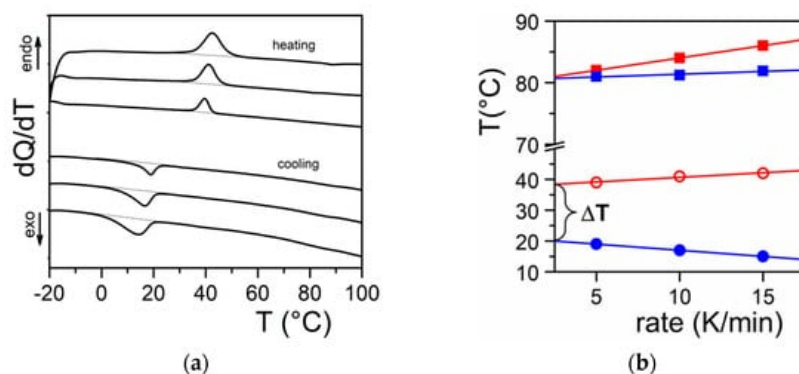 endo
heating
dQ/dT
cooling
exo
-20 0 20 40 60 80 100
T (°C)
(a)
90
80
70
40
30
20
10
T(°C)
ΔT
5 10 15
rate (K/min)
(b)